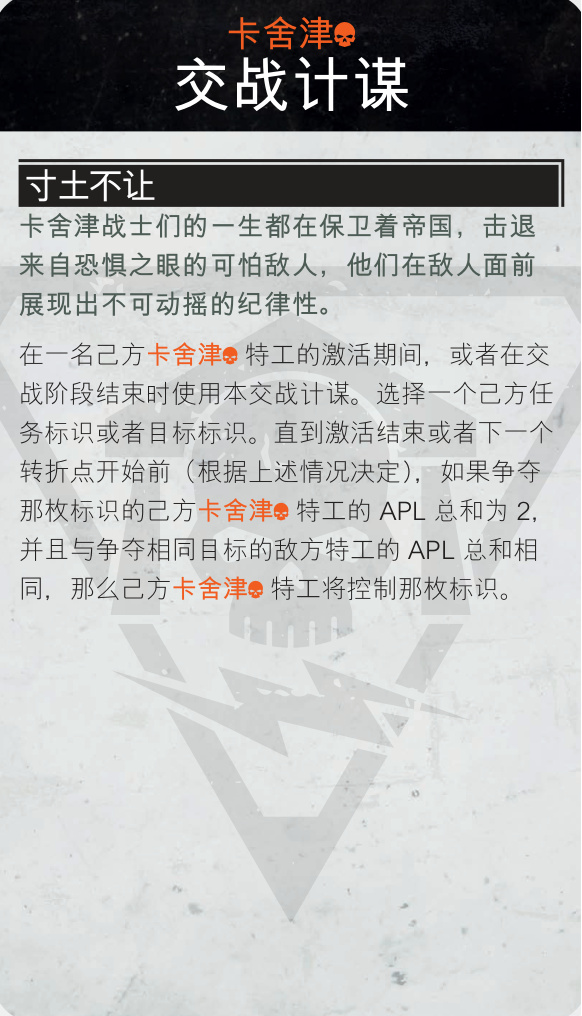 卡舍津
交战计谋
寸土不让
卡舍津战士们的一生都在保卫着帝国，击退
来自恐惧之眼的可怕敌人，他们在敌人面前
展现出不可动摇的纪律性。
在一名己方卡舍津 特工的激活期间，或者在交
战阶段结束时使用本交战计谋。选择一个己方任
务标识或者目标标识。直到激活结束或者下一个
转折点开始前（根据上述情况决定），如果争夺
那枚标识的己方卡舍津 特工的 APL 总和为 2，
并且与争夺相同目标的敌方特工的 APL 总和相
同，那么己方卡舍津 特工将控制那枚标识。